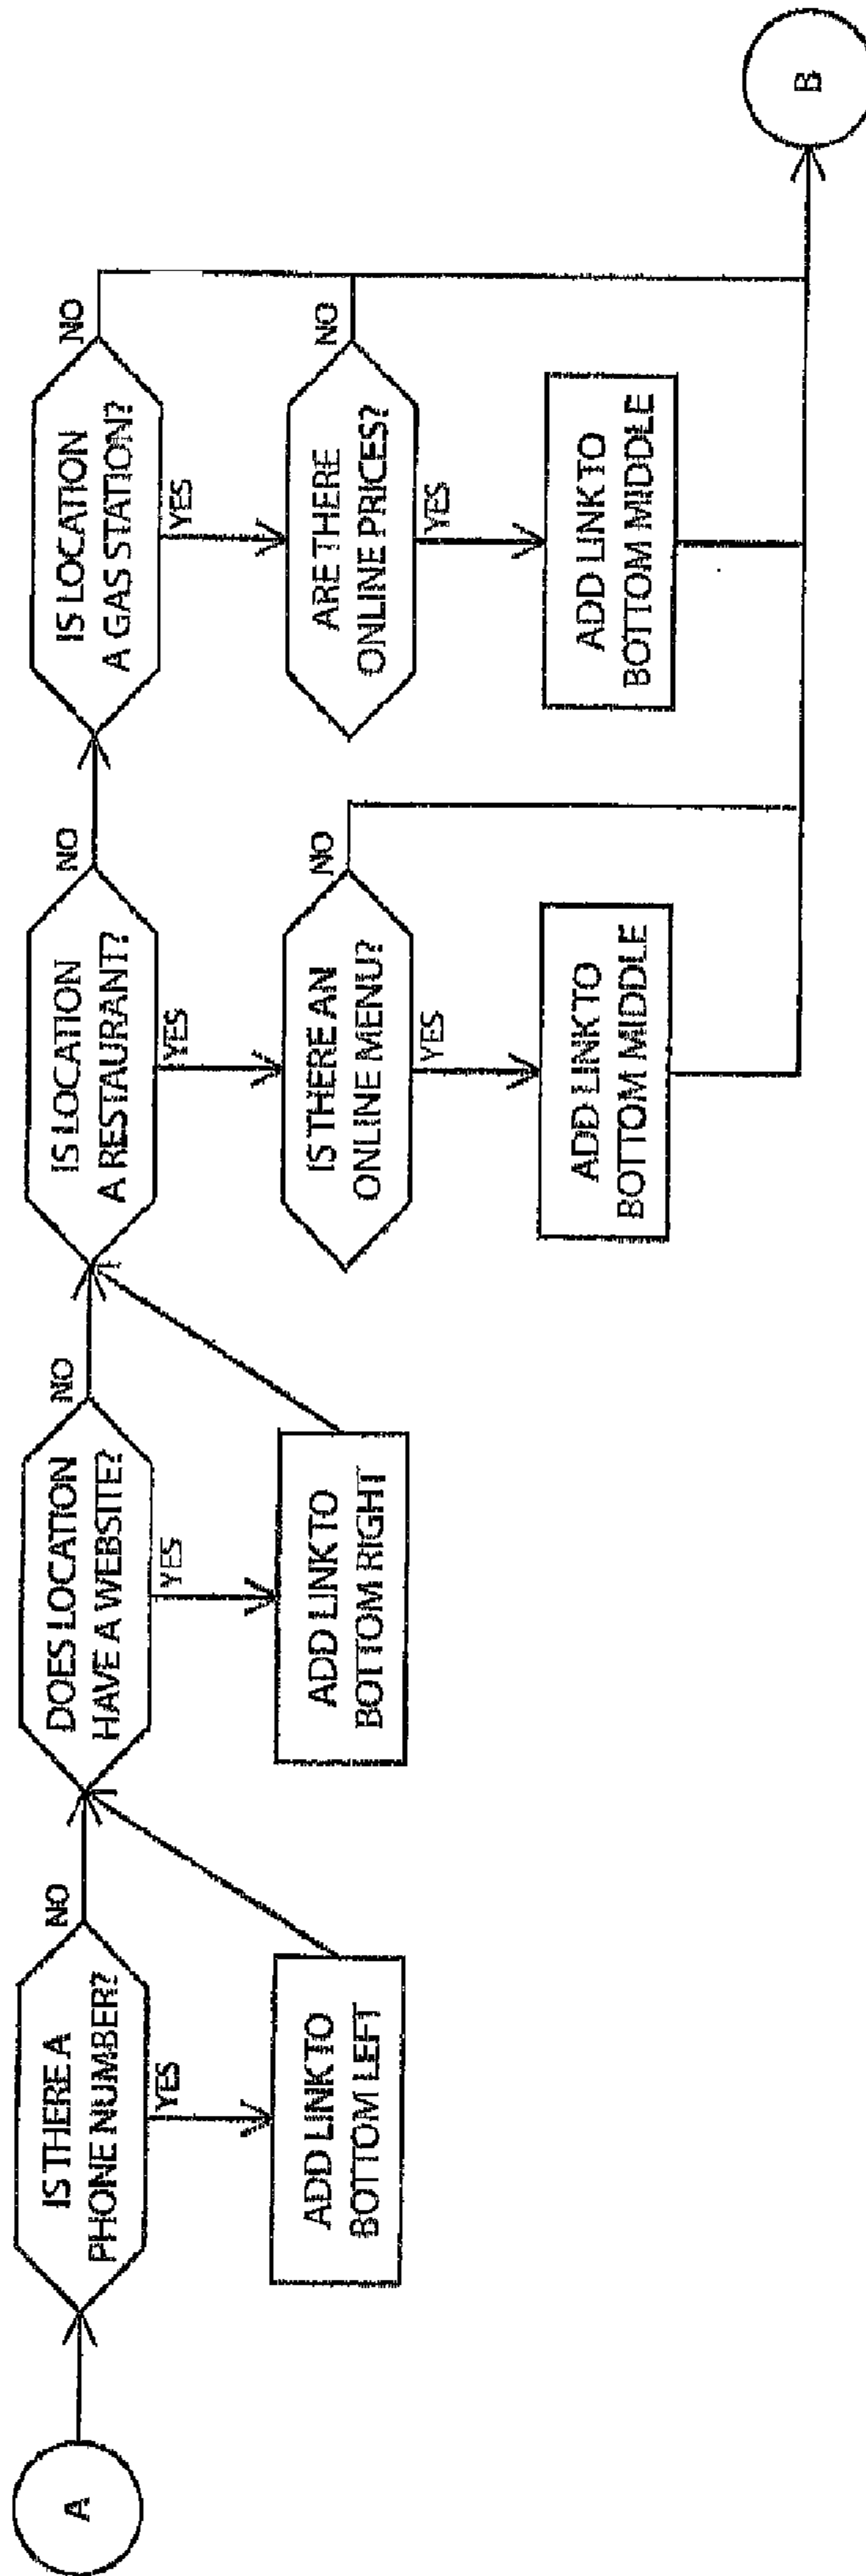 A
IS THERE A
PHONE NUMBER?
NO
YES
ADD LINK TO
BOTTOM LEFT
DOES LOCATION
HAVE A WEBSITE?
NO
YES
ADD LINK TO
BOTTOM RIGHT
IS LOCATION
A RESTAURANT?
NO
YES
IS THERE AN
ONLINE MENU?
NO
YES
ADD LINK TO
BOTTOM MIDDLE
IS LOCATION
A GAS STATION?
NO
YES
ARE THERE
ONLINE PRICES?
NO
YES
ADD LINK TO
BOTTOM MIDDLE
B